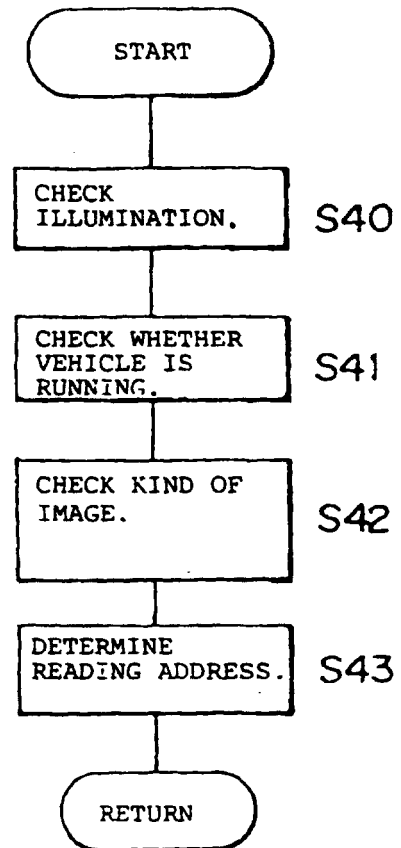 START
CHECK
ILLUMINATION.
S40
CHECK WHETHER
VEHICLE IS
RUNNING.
S41
CHECK KIND OF
IMAGE.
S42
DETERMINE
READING ADDRESS.
S43
RETURN